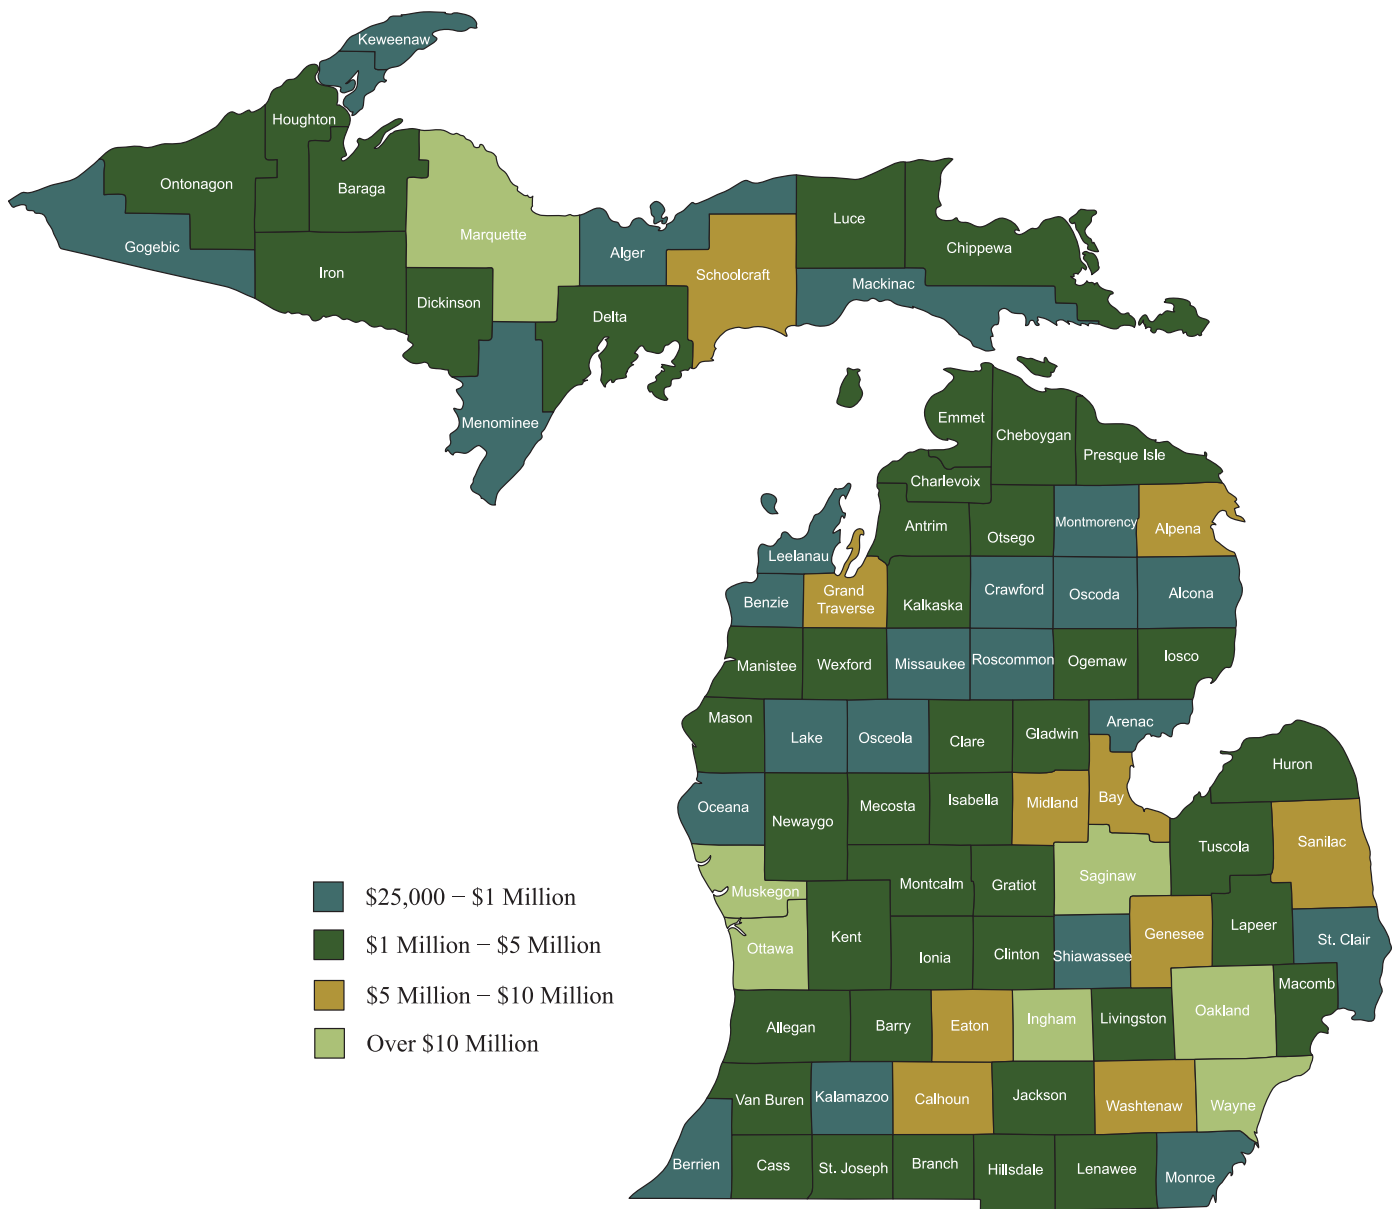 Keweenaw
Houghton
Ontonagon
Baraga
Gogebic
Iron
Marquette
Dickinson
Alger
Schoolcraft
Luce
Chippewa
Mackinac
Delta
Menominee
Emmet
Cheboygan
Presque Isle
Charlevoix
Antrim
Otsego
Montmorency
Alpena
Leelanau
Benzie
Grand
Traverse
Kalkaska
Crawford
Oscoda
Alcona
Manistee
Wexford
Missaukee
Roscommon
Ogemaw
Iosco
Mason
Lake
Osceola
Clare
Gladwin
Arenac
Huron
Oceana
Newaygo
Mecosta
Isabella
Midland
Bay
Tuscola
Sanilac
Muskegon
Montcalm
Gratiot
Saginaw
Ottawa
Kent
Ionia
Clinton
Shiawassee
Genesee
Lapeer
St. Clair
Allegan
Barry
Eaton
Ingham
Livingston
Oakland
Macomb
Van Buren
Kalamazoo
Calhoun
Jackson
Washtenaw
Wayne
Berrien
Cass
St. Joseph
Branch
Hillsdale
Lenawee
Monroe
$25,000 – $1 Million
$1 Million – $5 Million
$5 Million – $10 Million
Over $10 Million